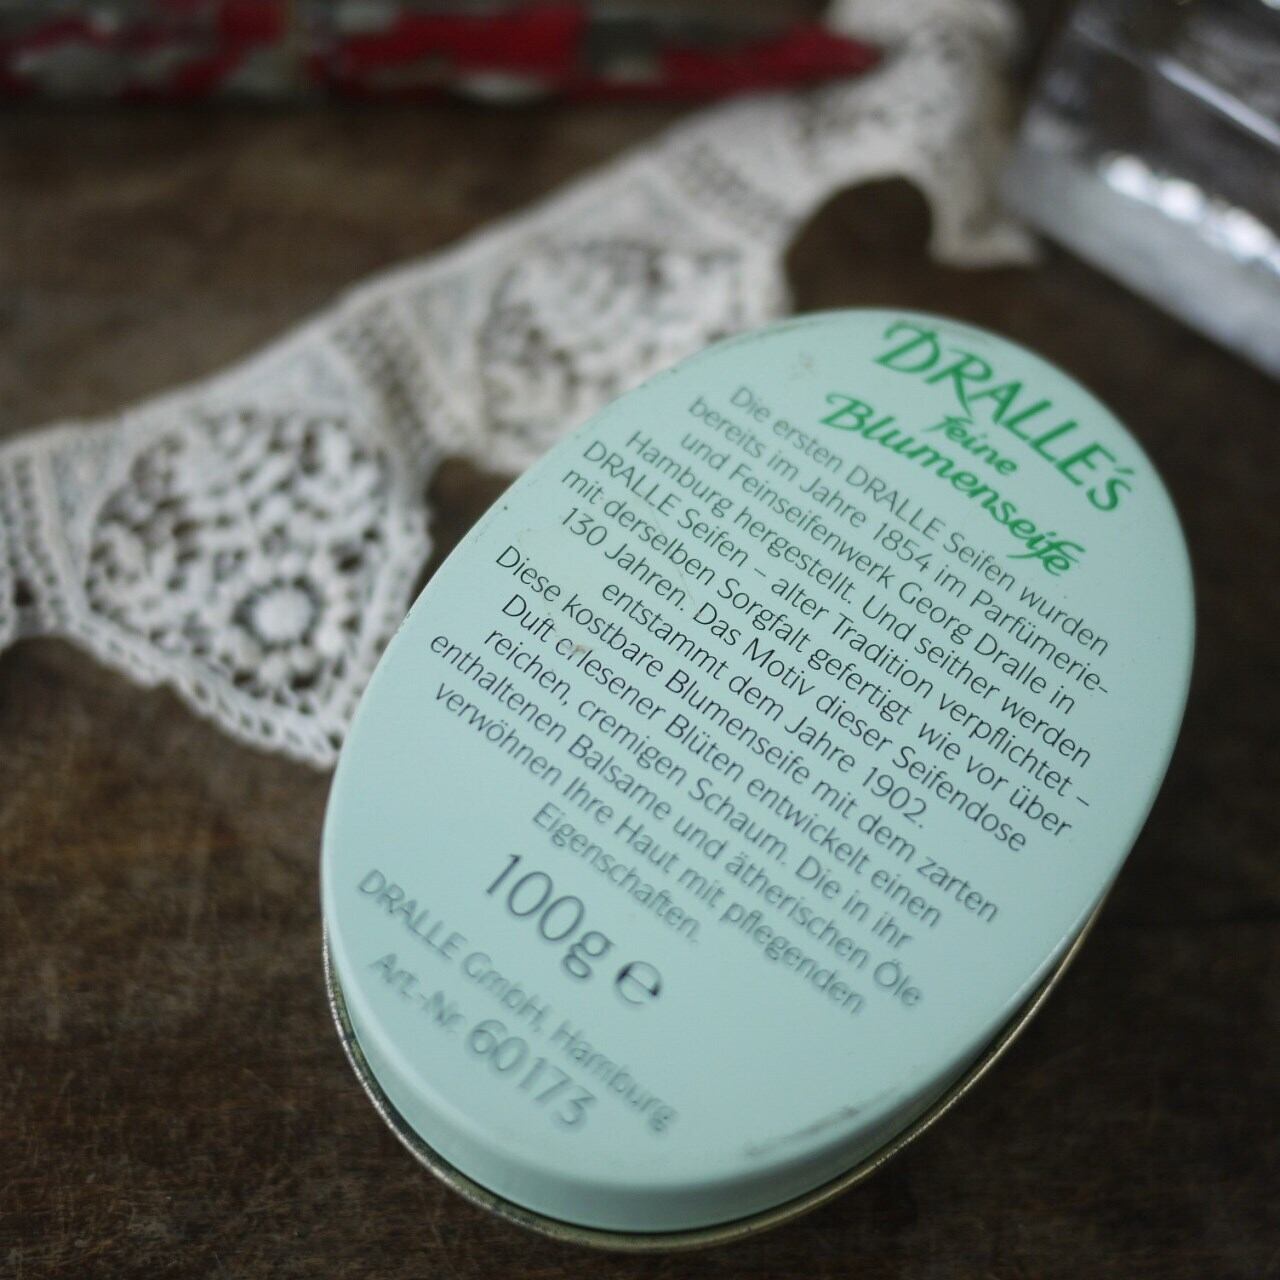 DRALLE'S
feine
Blumenseife
Die ersten DRALLE Seifen wurden
bereits im Jahre 1854 im Parfümerie-
und Feinseifenwerk Georg Dralle in
Hamburg hergestellt. Und seither werden
DRALLE Seifen – alter Tradition verpflichtet –
mit derselben Sorgfalt gefertigt wie vor über
130 Jahren. Das Motiv dieser Seifendose
entstammt dem Jahre 1902.
Diese kostbare Blumenseife mit dem zarten
Duft erlesener Blüten entwickelt einen
reichen, cremigen Schaum. Die in ihr
enthaltenen Balsame und ätherischen Öle
verwöhnen Ihre Haut mit pflegenden
Eigenschaften.
100g e
DRALLE GmbH, Hamburg
Art.-Nr. 60173